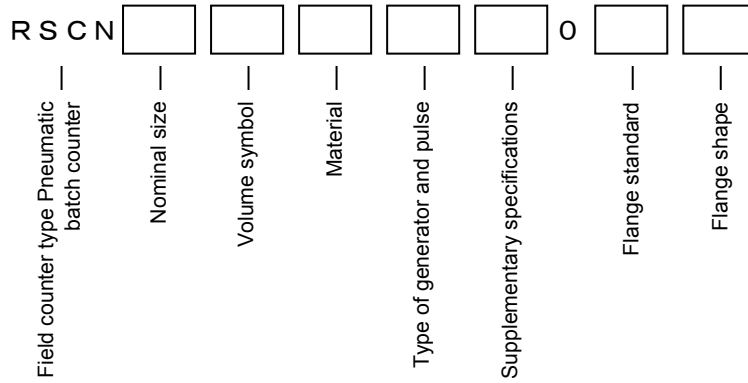 R S C N 0
Field counter type Pneumatic
batch counter
Nominal size
Volume symbol
Material
Type of generator and pulse
Supplementary specifications
Flange standard
Flange shape